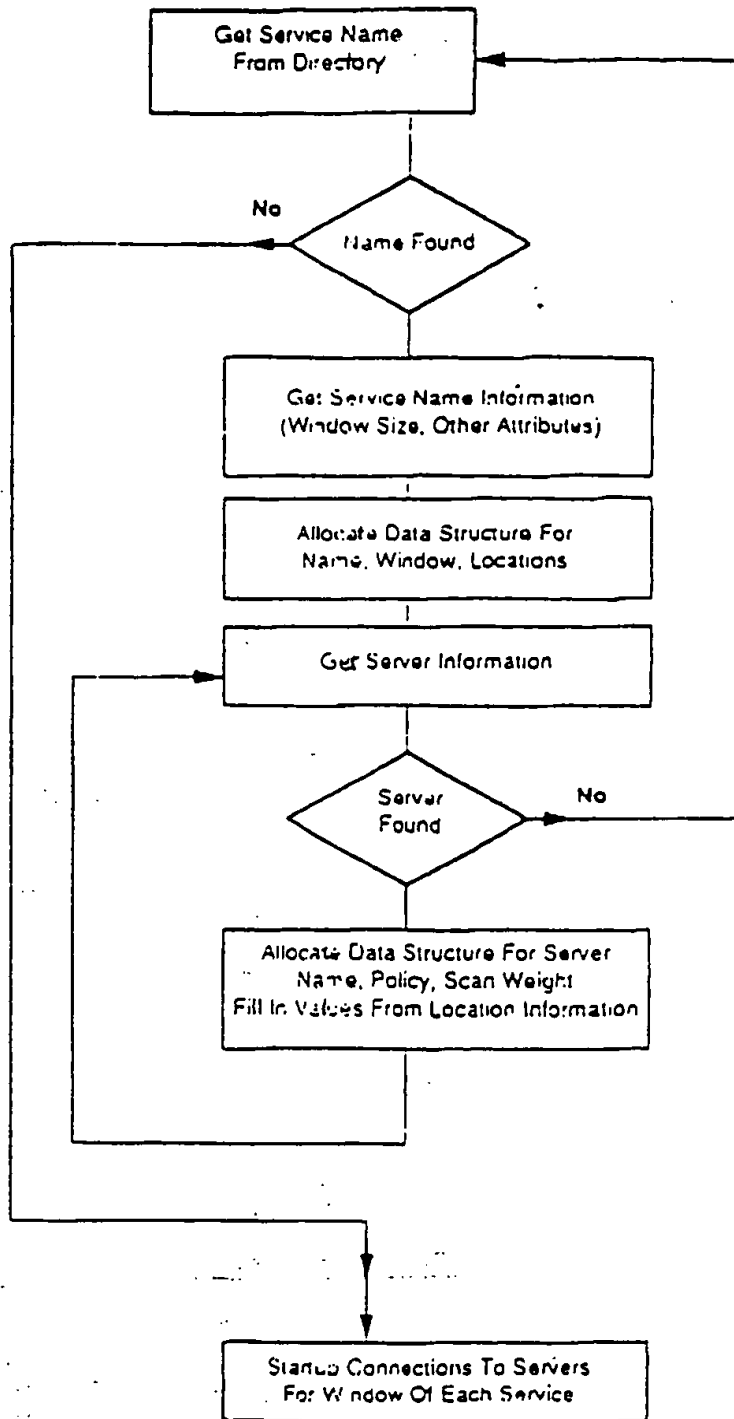 Get Service Name
From Directory
No
Name Found
Get Service Name Information
(Window Size, Other Attributes)
Allocate Data Structure For
Name, Window, Locations
Get Server Information
Server
Found
No
Allocate Data Structure For Server
Name, Policy, Scan Weight
Fill In Values From Location Information
Startup Connections To Servers
For Window Of Each Service